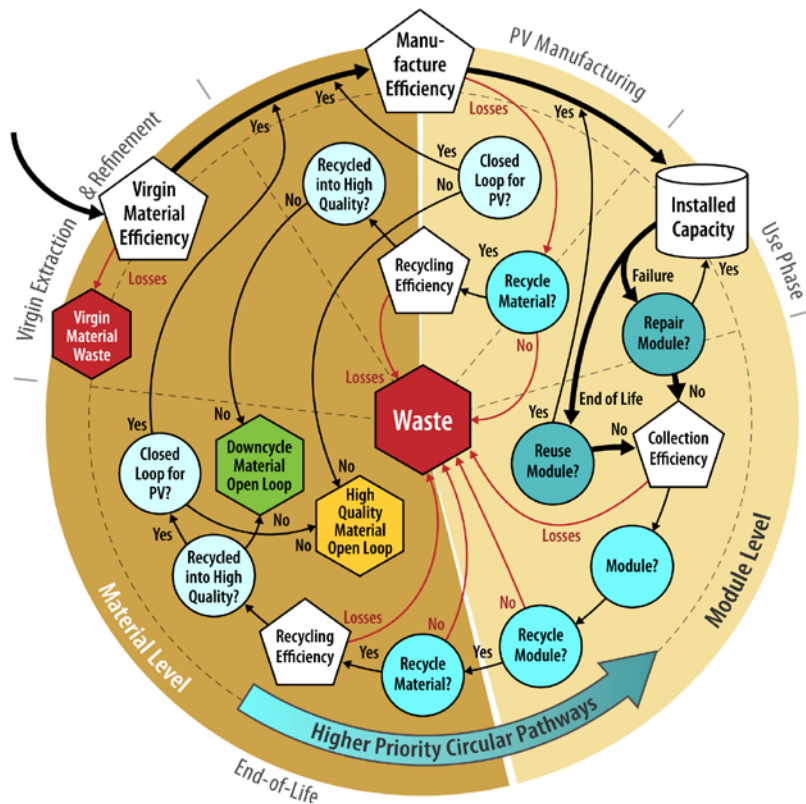 PV Manufacturing
Manu-
facture
Efficiency
Losses
Yes
Yes
Yes
Virgin Extraction
& Refinement
Virgin
Material
Efficiency
Losses
Virgin
Material
Waste
Recycled
into High
Quality?
No
Yes
No
Closed
Loop for
PV?
Installed
Capacity
Use Phase
Failure
Yes
Recycling
Efficiency
Yes
Recycle
Material?
Repair
Module?
Losses
No
No
Waste
End of Life
Yes
No
Reuse
Module?
Collection
Efficiency
Yes
No
Closed
Loop for
PV?
Downcycle
Material
Open Loop
No
High
Quality
Material
Open Loop
No
No
Yes
Recycled
into High
Quality?
Losses
Module?
Module Level
Material Level
Recycling
Efficiency
Losses
Yes
Recycle
Material?
No
Yes
Recycle
Module?
No
Higher Priority Circular Pathways
End-of-Life